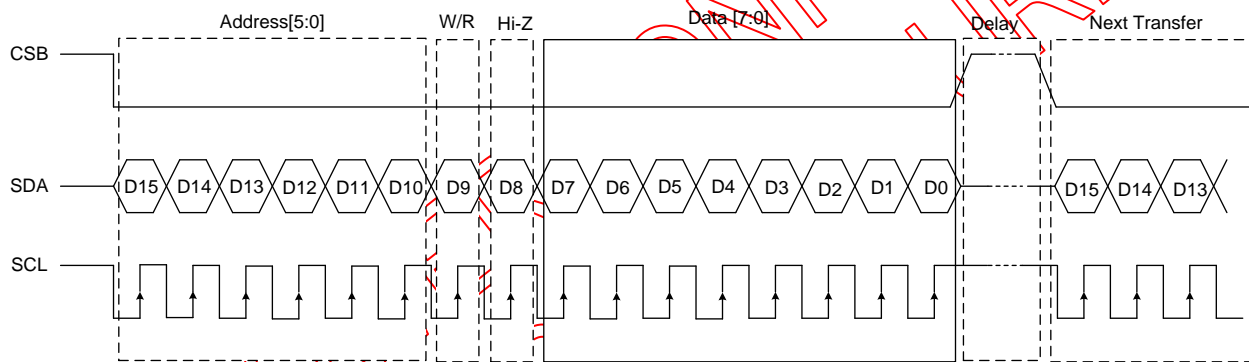 Address[5:0] W/R Hi-Z Data [7:0] Delay Next Transfer
CSB
SDA D15 D14 D13 D12 D11 D10 D9 D8 D7 D6 D5 D4 D3 D2 D1 D0 D15 D14 D13
SCL